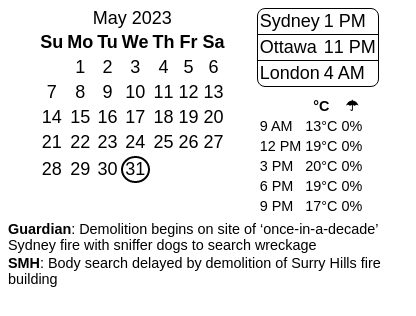 May 2023
Su Mo Tu We Th Fr Sa
1 2 3 4 5 6
7 8 9 10 11 12 13
14 15 16 17 18 19 20
21 22 23 24 25 26 27
28 29 30 31
Sydney 1 PM
Ottawa 11 PM
London 4 AM
°C ☂
9 AM 13°C 0%
12 PM 19°C 0%
3 PM 20°C 0%
6 PM 19°C 0%
9 PM 17°C 0%
Guardian: Demolition begins on site of ‘once-in-a-decade’
Sydney fire with sniffer dogs to search wreckage
SMH: Body search delayed by demolition of Surry Hills fire
building